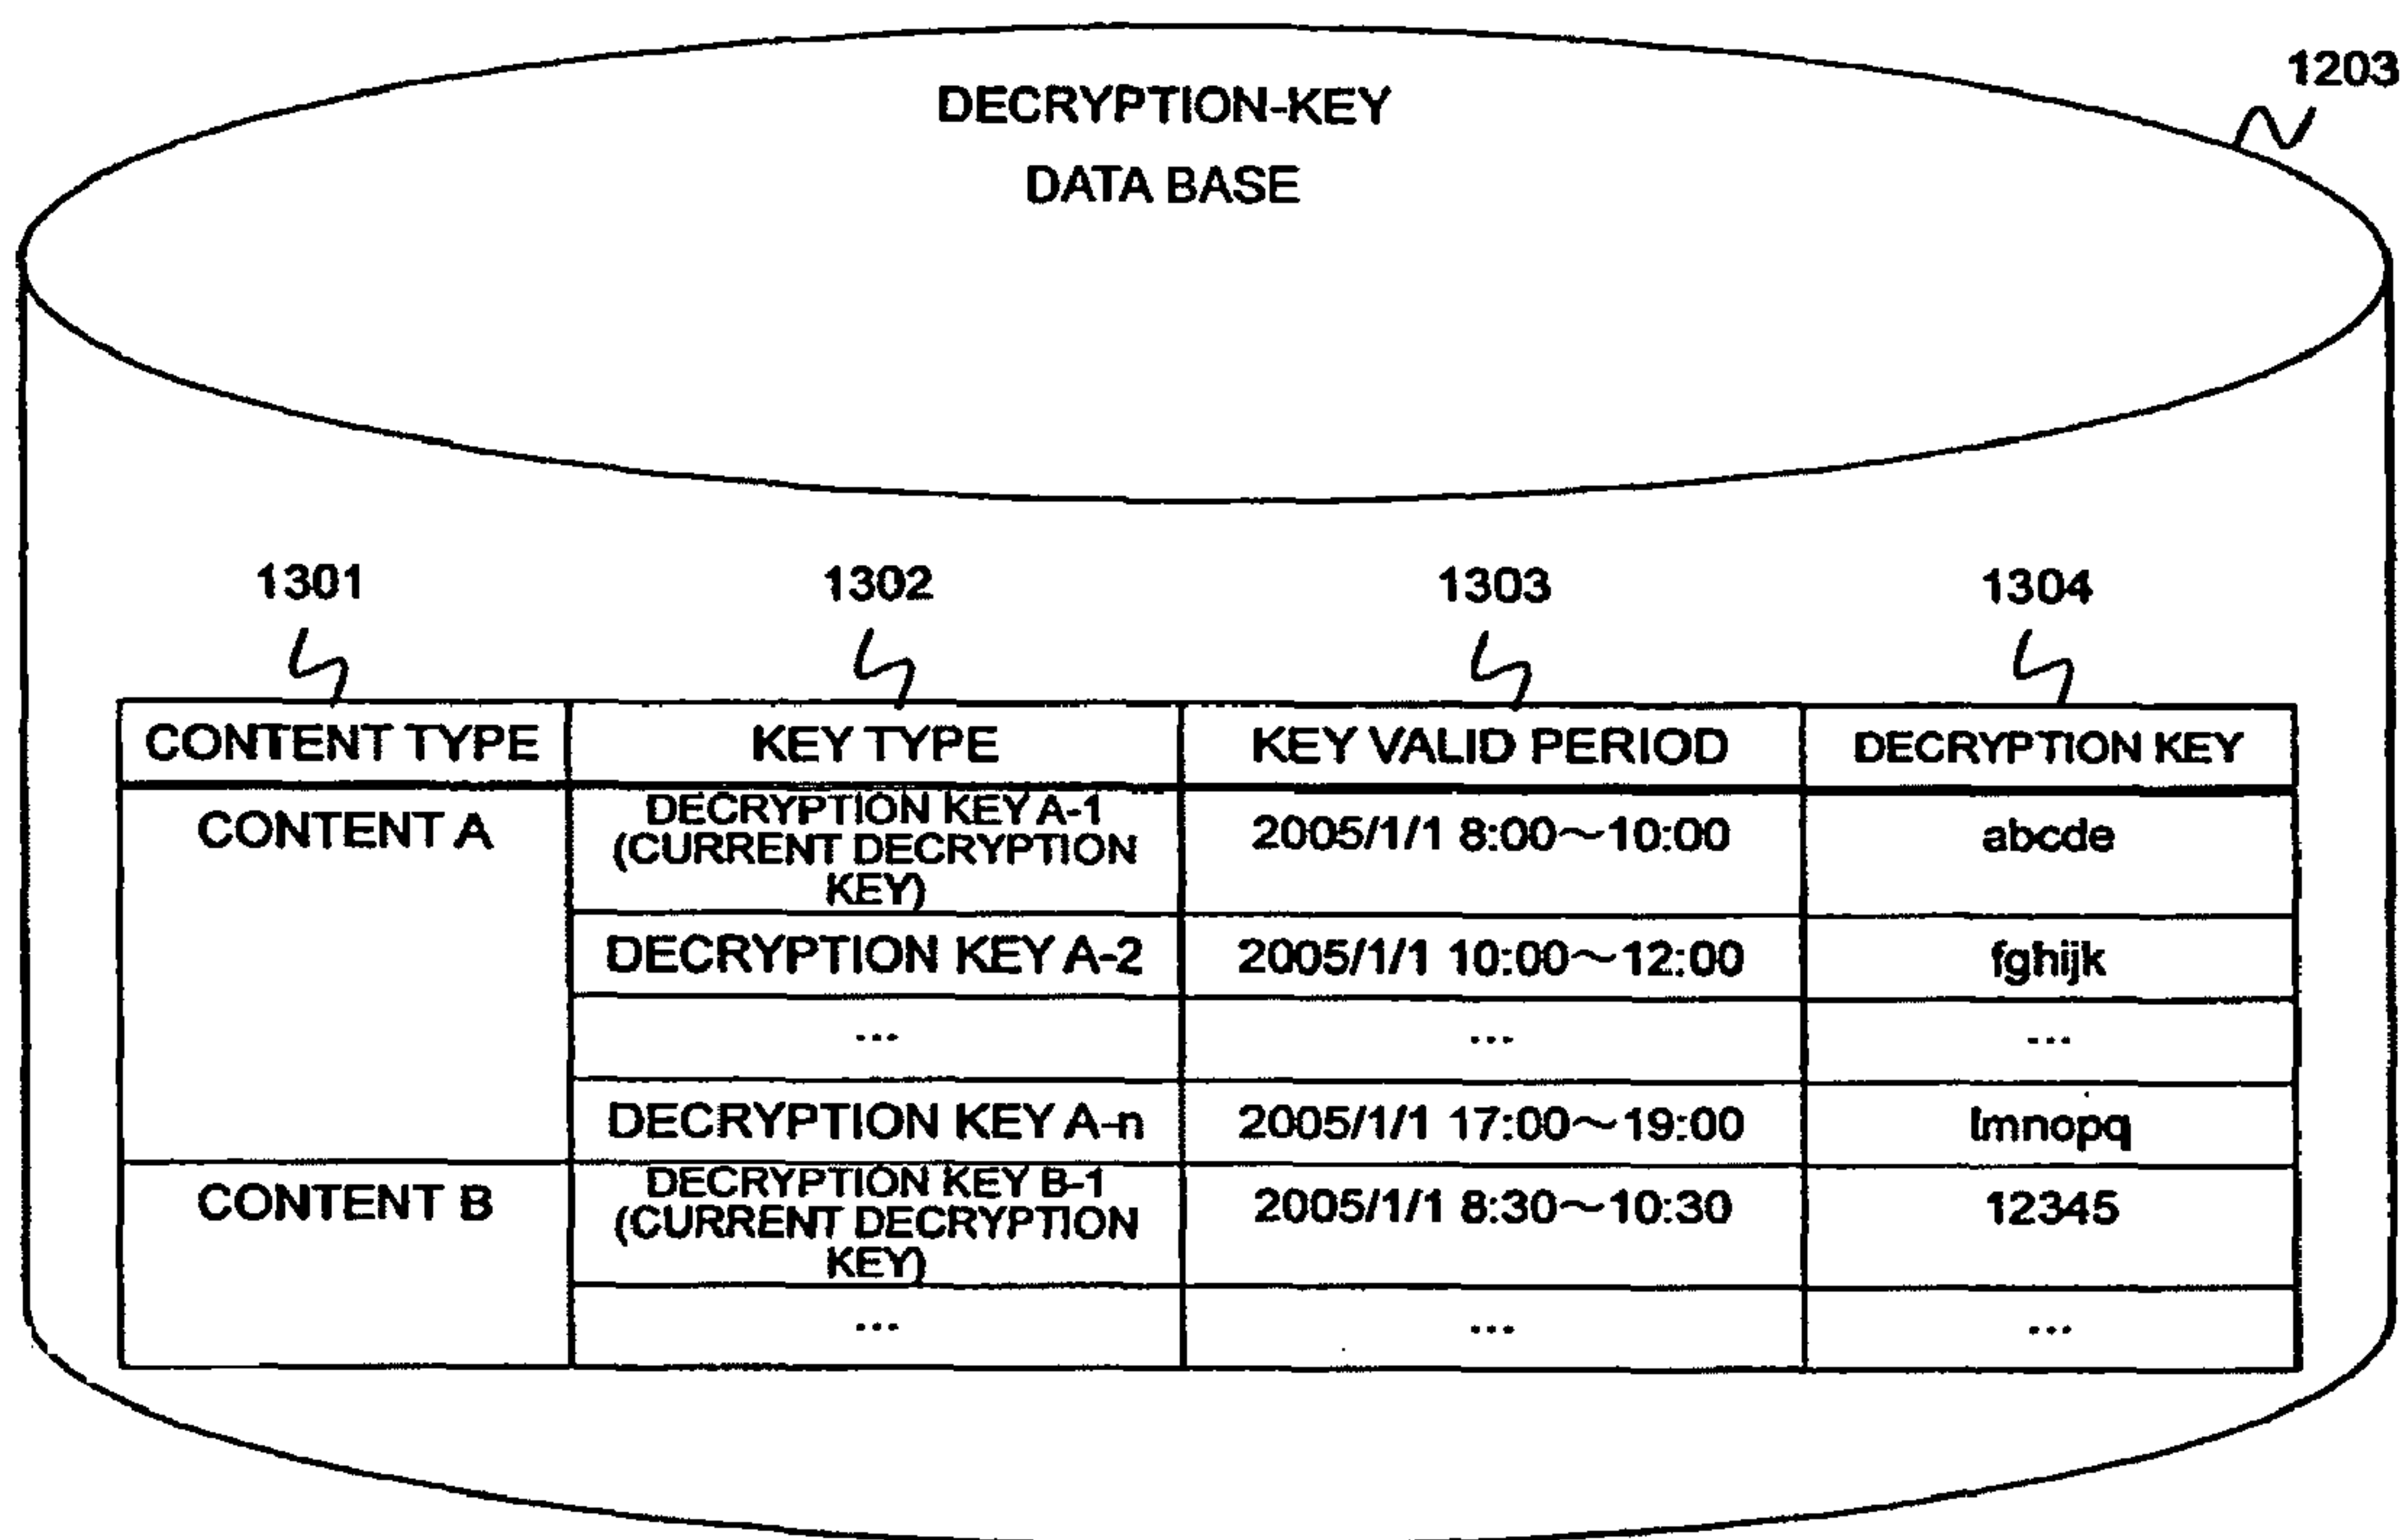 1203
DECRYPTION-KEY
DATA BASE
1301 1302 1303 1304
CONTENT TYPE KEY TYPE KEY VALID PERIOD DECRYPTION KEY
CONTENT A DECRYPTION KEY A-1 2005/1/1 8:00～10:00 abcde
(CURRENT DECRYPTION
KEY)
DECRYPTION KEY A-2 2005/1/1 10:00～12:00 fghijk
... ... ...
DECRYPTION KEY A-n 2005/1/1 17:00～19:00 lmnopq
CONTENT B DECRYPTION KEY B-1 2005/1/1 8:30～10:30 12345
(CURRENT DECRYPTION
KEY)
... ... ...